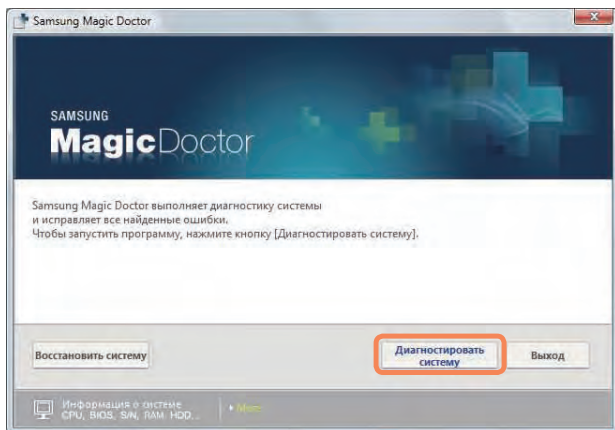 Samsung Magic Doctor
SAMSUNG
MagicDoctor
Samsung Magic Doctor выполняет диагностику системы
и исправляет все найденные ошибки.
Чтобы запустить программу, нажмите кнопку [Диагностировать систему].
Восстановить систему
Диагностировать
систему
Выход
Информация о системе
CPU, BIOS, S/N, RAM, HDD...
More